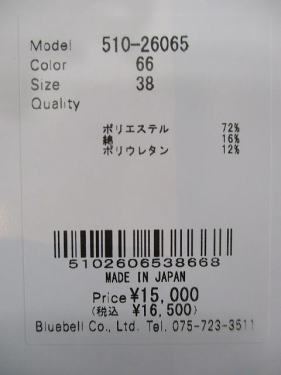 Model 510-26065
Color 66
Size 38
Quality
ポリエステル 72%
綿 16%
ポリウレタン 12%
5102606538668
MADE IN JAPAN
Price ¥15,000
(税込 ¥16,500)
Bluebell Co., Ltd. Tel. 075-723-3511